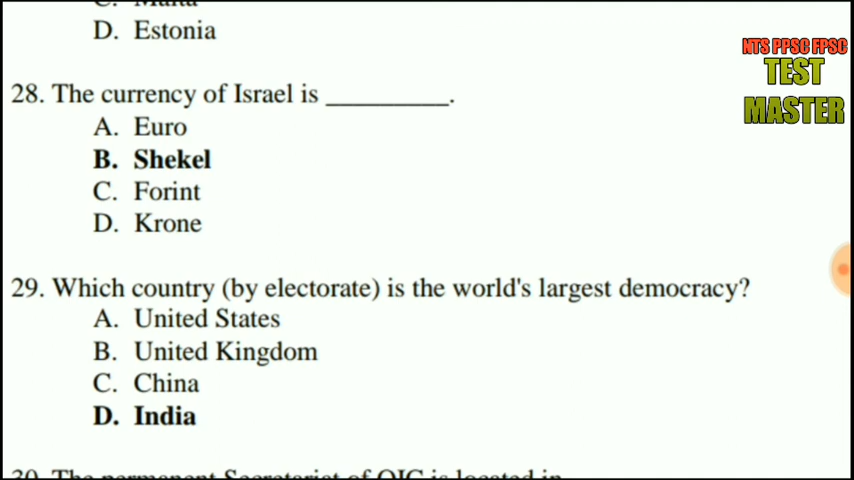 C. Malta
D. Estonia
NTS PPSC FPSC
TEST
MASTER
28. The currency of Israel is _________.
A. Euro
B. Shekel
C. Forint
D. Krone
29. Which country (by electorate) is the world's largest democracy?
A. United States
B. United Kingdom
C. China
D. India
30. The permanent Secretariat of OIC is located in